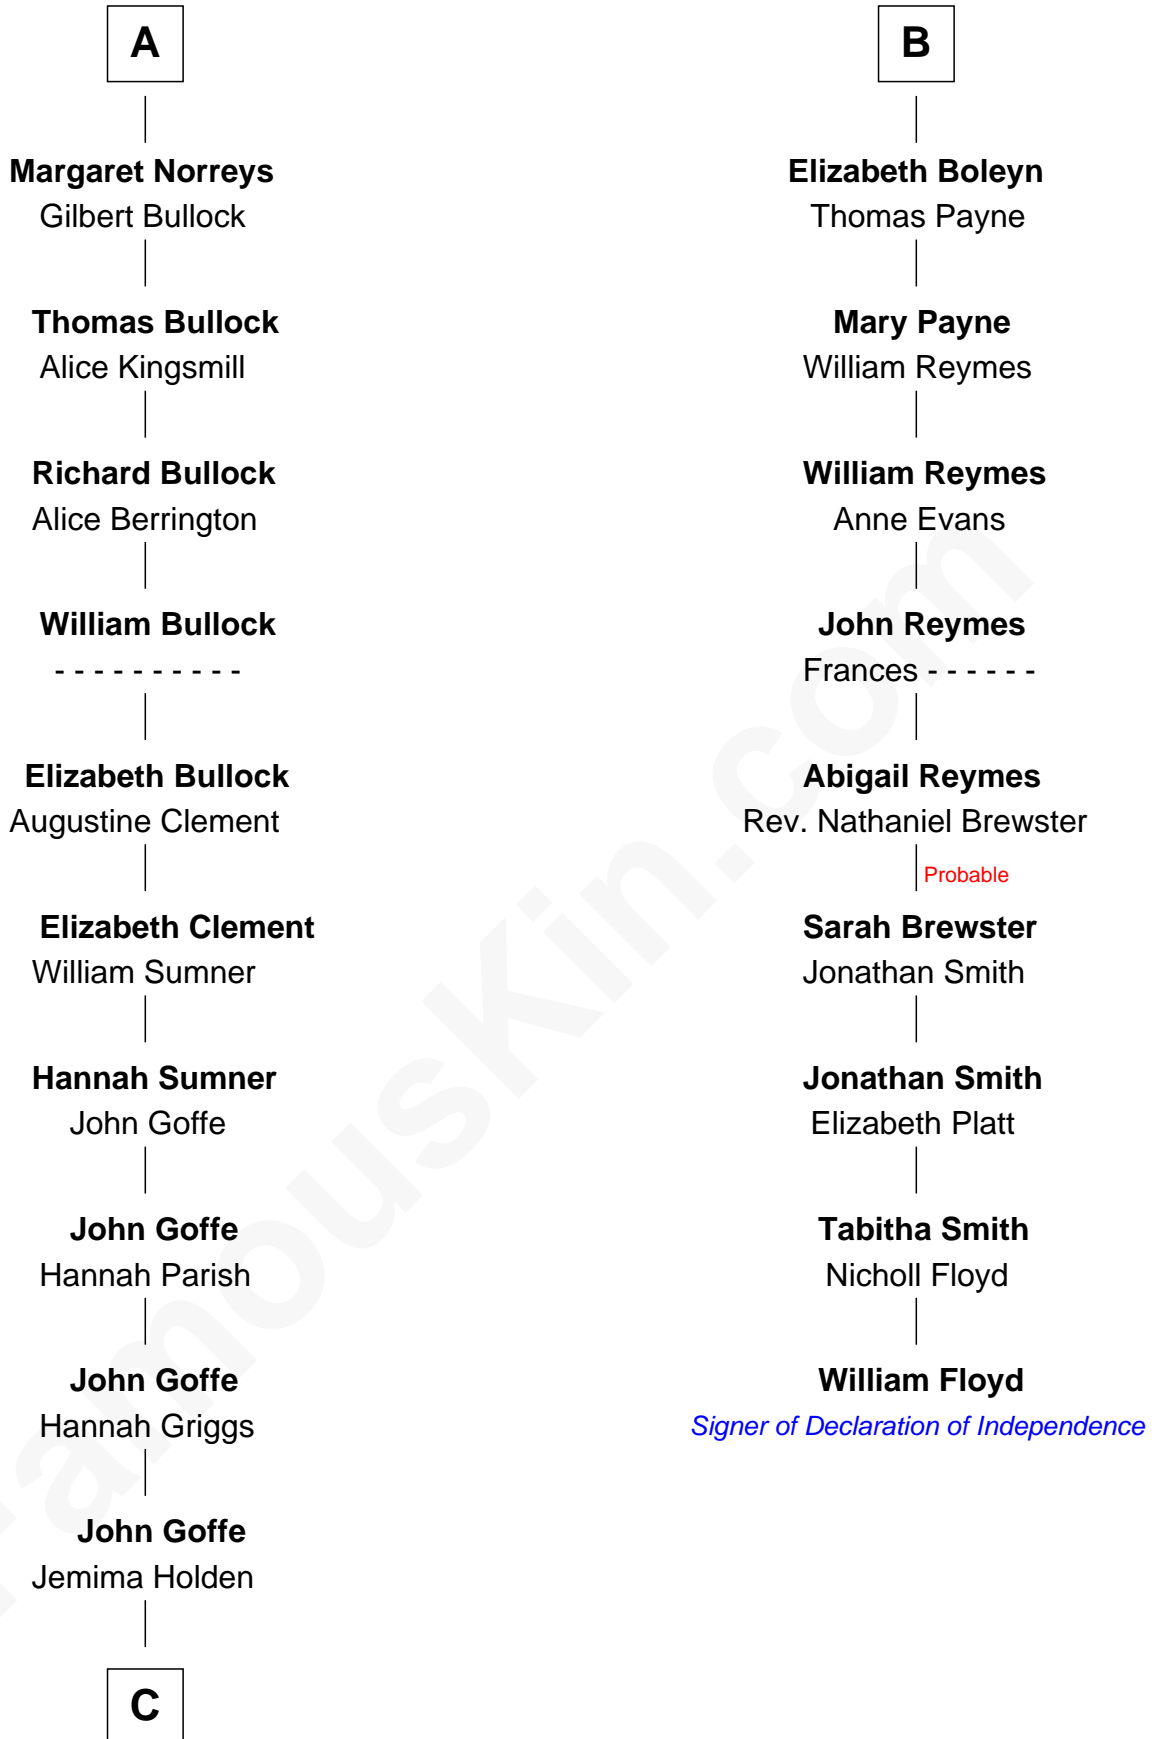 A
Margaret Norreys
Gilbert Bullock
Thomas Bullock
Alice Kingsmill
Richard Bullock
Alice Berrington
William Bullock
- - - - - - - - - -
Elizabeth Bullock
Augustine Clement
Elizabeth Clement
William Sumner
Hannah Sumner
John Goffe
John Goffe
Hannah Parish
John Goffe
Hannah Griggs
John Goffe
Jemima Holden
C
B
Elizabeth Boleyn
Thomas Payne
Mary Payne
William Reymes
William Reymes
Anne Evans
John Reymes
Frances - - - - - -
Abigail Reymes
Rev. Nathaniel Brewster
Probable
Sarah Brewster
Jonathan Smith
Jonathan Smith
Elizabeth Platt
Tabitha Smith
Nicholl Floyd
William Floyd
Signer of Declaration of Independence
FamousKin.com